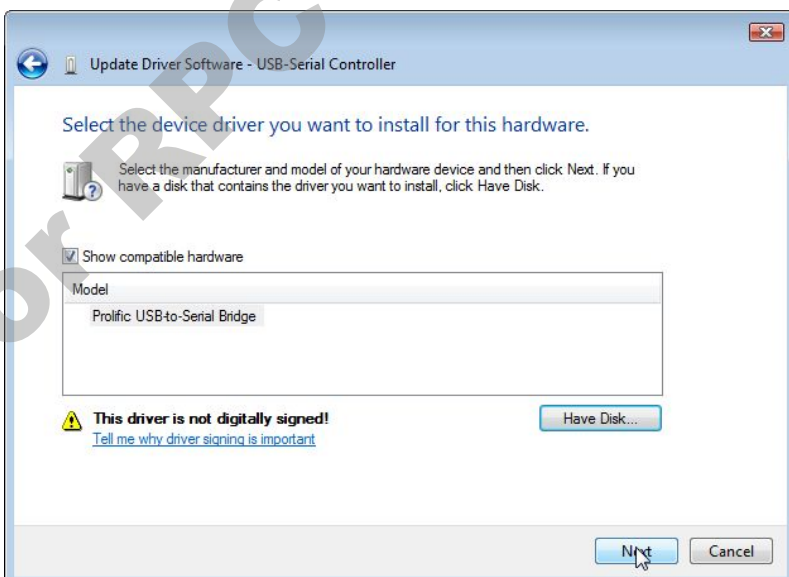 Update Driver Software - USB-Serial Controller
Select the device driver you want to install for this hardware.
Select the manufacturer and model of your hardware device and then click Next. If you
have a disk that contains the driver you want to install, click Have Disk.
Show compatible hardware
Model
Prolific USB-to-Serial Bridge
This driver is not digitally signed!
Have Disk...
Tell me why driver signing is important
Next
Cancel
or RPC